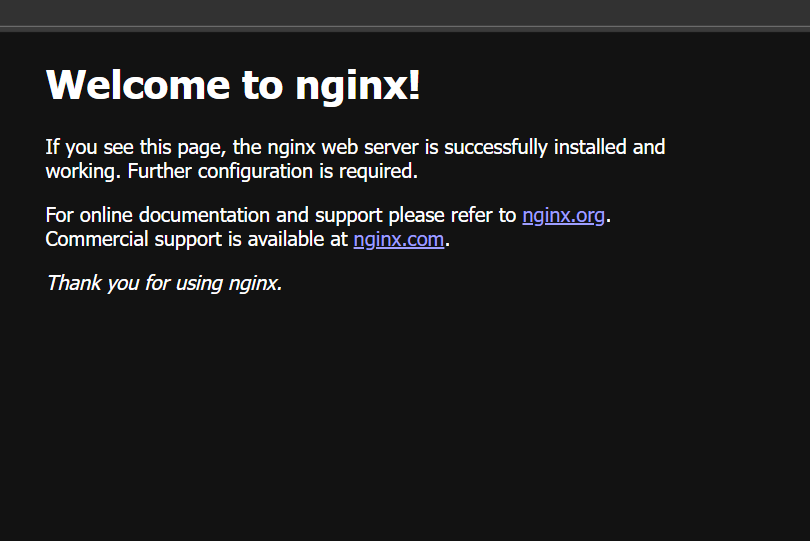 Welcome to nginx!
If you see this page, the nginx web server is successfully installed and
working. Further configuration is required.
For online documentation and support please refer to nginx.org.
Commercial support is available at nginx.com.
Thank you for using nginx.